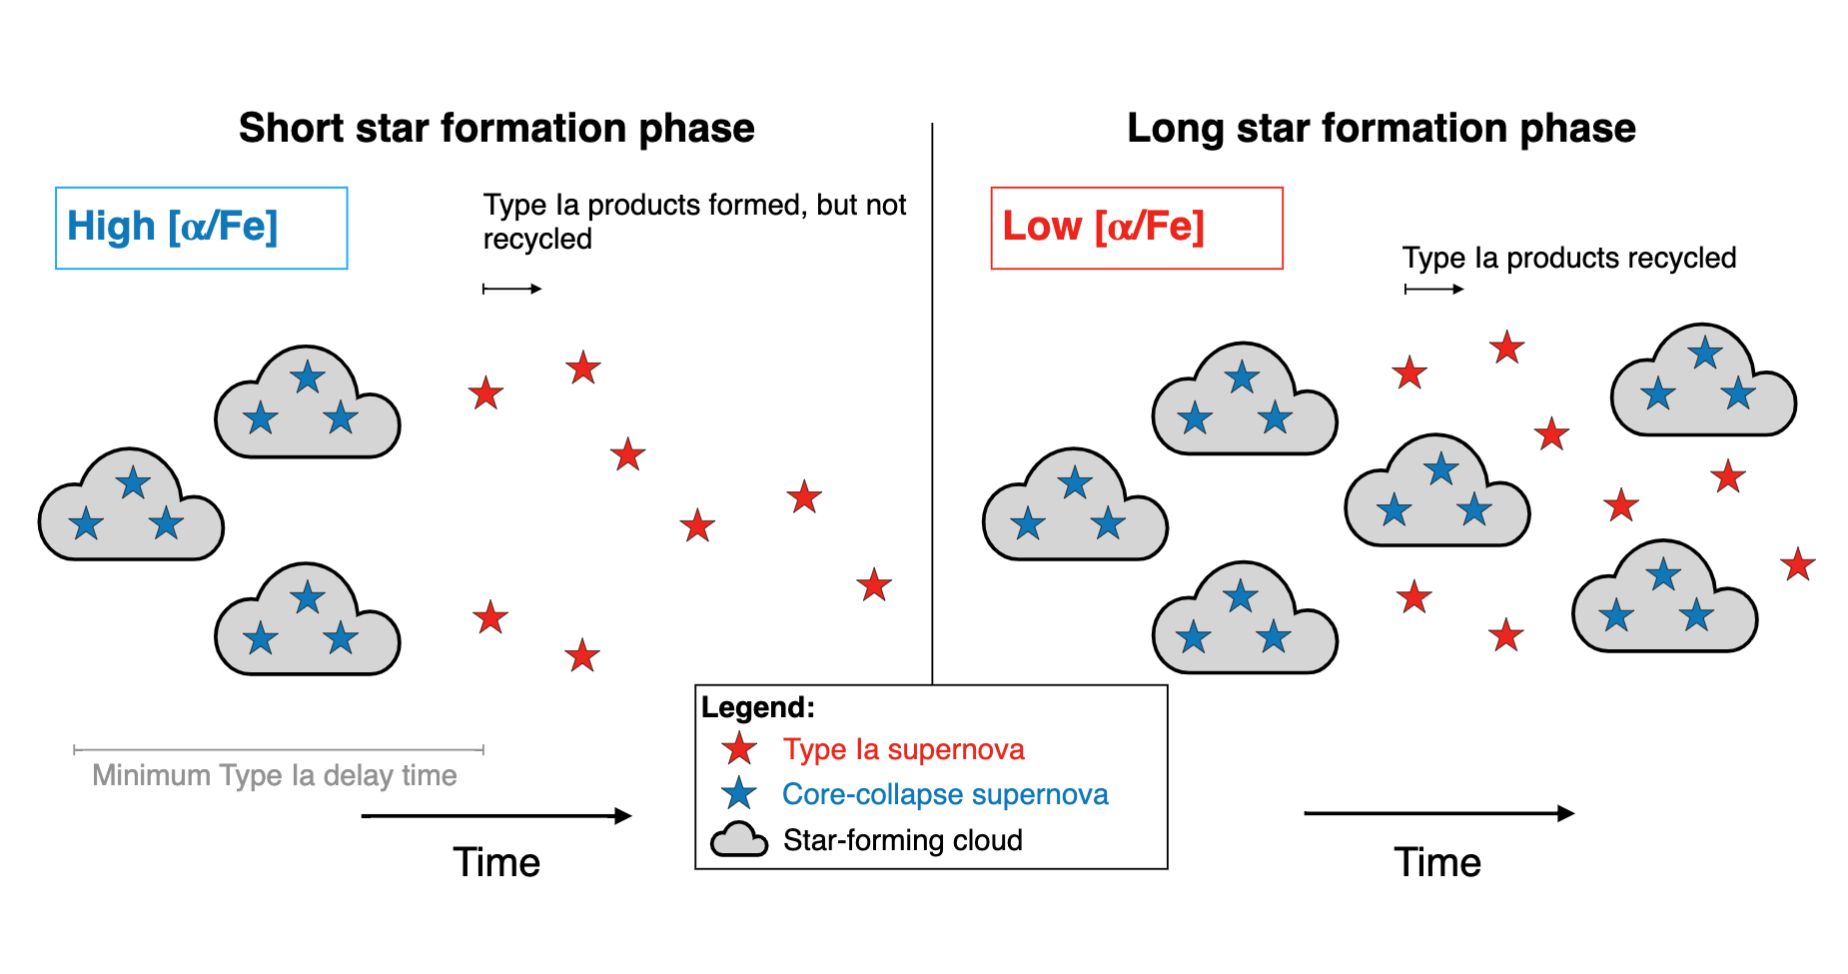 Short star formation phase
High [α/Fe]
Type Ia products formed, but not
recycled
Minimum Type Ia delay time
Time
Long star formation phase
Low [α/Fe]
Type Ia products recycled
Time
Legend:
Type Ia supernova
Core-collapse supernova
Star-forming cloud